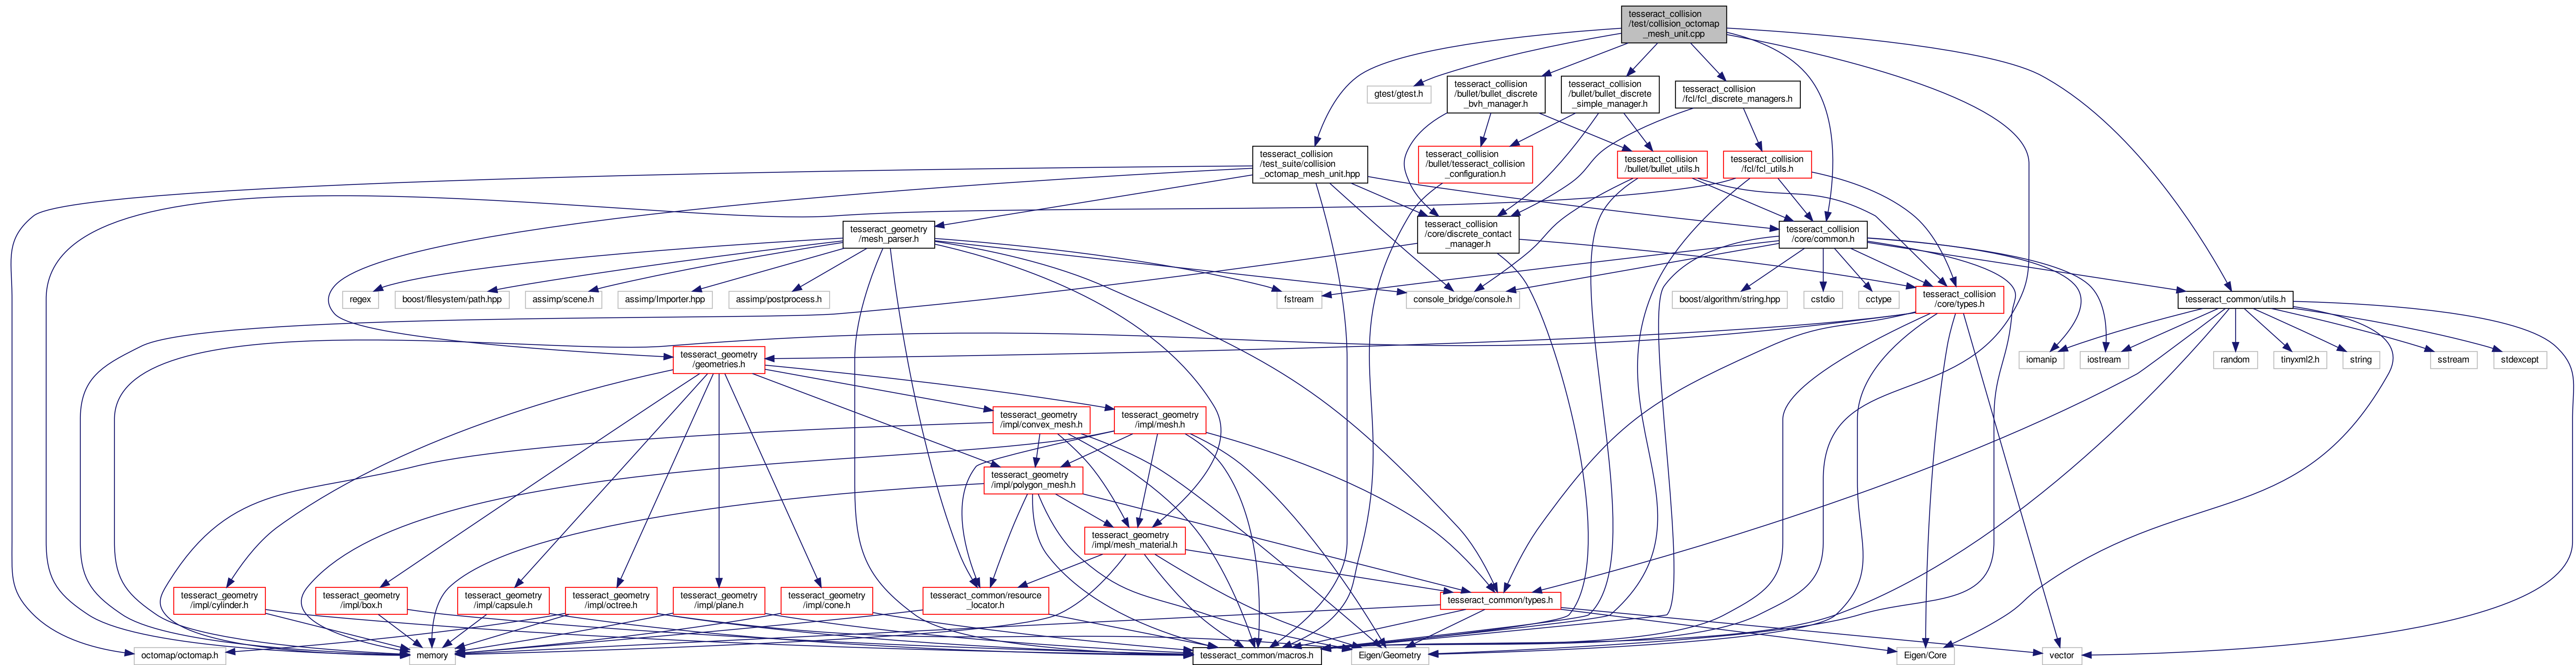 tesseract_collision
/test/collision_octomap
_mesh_unit.cpp
gtest/gtest.h
tesseract_collision
/bullet/bullet_discrete
_bvh_manager.h
tesseract_collision
/bullet/bullet_discrete
_simple_manager.h
tesseract_collision
/fcl/fcl_discrete_managers.h
tesseract_collision
/test_suite/collision
_octomap_mesh_unit.hpp
tesseract_collision
/bullet/tesseract_collision
_configuration.h
tesseract_collision
/bullet/bullet_utils.h
tesseract_collision
/fcl/fcl_utils.h
tesseract_geometry
/mesh_parser.h
tesseract_collision
/core/discrete_contact
_manager.h
tesseract_collision
/core/common.h
regex
boost/filesystem/path.hpp
assimp/scene.h
assimp/Importer.hpp
assimp/postprocess.h
fstream
console_bridge/console.h
boost/algorithm/string.hpp
cstdio
cctype
tesseract_collision
/core/types.h
tesseract_common/utils.h
tesseract_geometry
/geometries.h
iomanip
iostream
random
tinyxml2.h
string
sstream
stdexcept
tesseract_geometry
/impl/convex_mesh.h
tesseract_geometry
/impl/mesh.h
tesseract_geometry
/impl/polygon_mesh.h
tesseract_geometry
/impl/mesh_material.h
tesseract_geometry
/impl/cylinder.h
tesseract_geometry
/impl/box.h
tesseract_geometry
/impl/capsule.h
tesseract_geometry
/impl/octree.h
tesseract_geometry
/impl/plane.h
tesseract_geometry
/impl/cone.h
tesseract_common/resource
_locator.h
tesseract_common/types.h
octomap/octomap.h
memory
tesseract_common/macros.h
Eigen/Geometry
Eigen/Core
vector